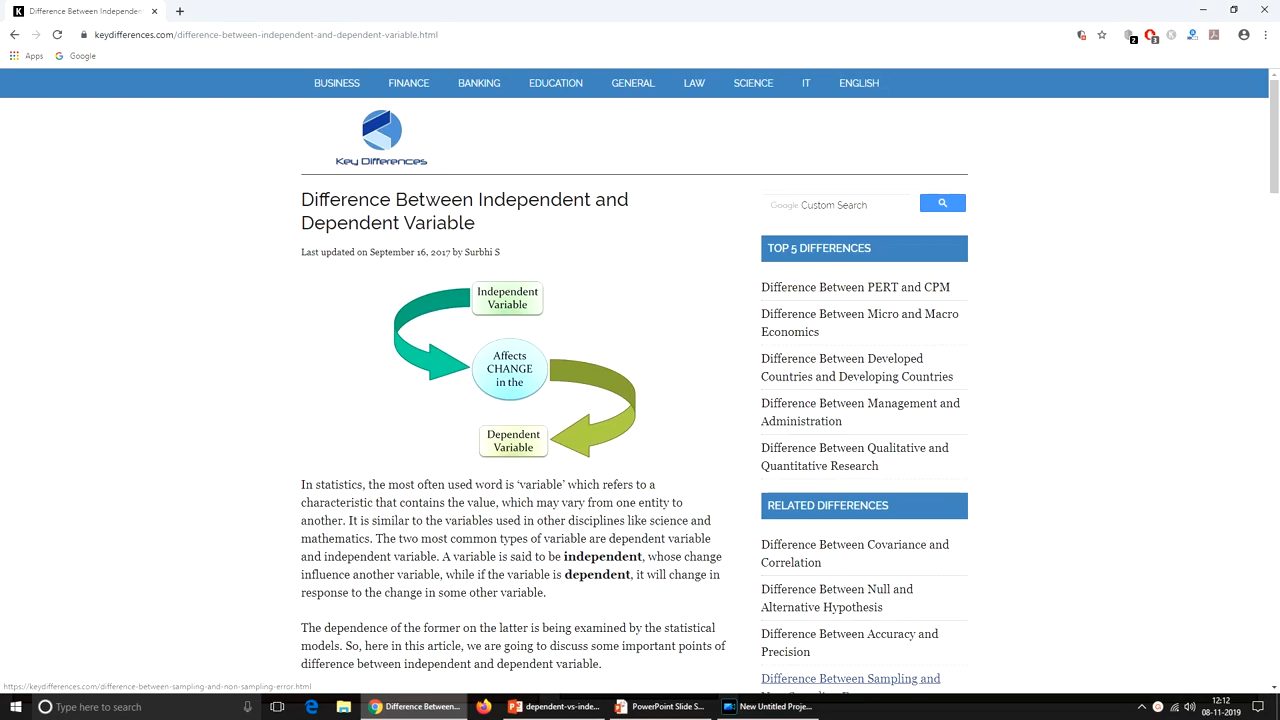 Difference Between Independen
keydifferences.com/difference-between-independent-and-dependent-variable.html
2
3
Apps
Google
BUSINESS
FINANCE
BANKING
EDUCATION
GENERAL
LAW
SCIENCE
IT
ENGLISH
Key Differences
Difference Between Independent and
Dependent Variable
Last updated on September 16, 2017 by Surbhi S
Independent
Variable
Affects
CHANGE
in the
Dependent
Variable
In statistics, the most often used word is ‘variable’ which refers to a
characteristic that contains the value, which may vary from one entity to
another. It is similar to the variables used in other disciplines like science and
mathematics. The two most common types of variable are dependent variable
and independent variable. A variable is said to be independent, whose change
influence another variable, while if the variable is dependent, it will change in
response to the change in some other variable.
The dependence of the former on the latter is being examined by the statistical
models. So, here in this article, we are going to discuss some important points of
difference between independent and dependent variable.
Google Custom Search
TOP 5 DIFFERENCES
Difference Between PERT and CPM
Difference Between Micro and Macro
Economics
Difference Between Developed
Countries and Developing Countries
Difference Between Management and
Administration
Difference Between Qualitative and
Quantitative Research
RELATED DIFFERENCES
Difference Between Covariance and
Correlation
Difference Between Null and
Alternative Hypothesis
Difference Between Accuracy and
Precision
Difference Between Sampling and
https://keydifferences.com/difference-between-sampling-and-non-sampling-error.html
Type here to search
Difference Between...
dependent-vs-inde...
PowerPoint Slide S...
New Untitled Proje...
12:12
08-11-2019